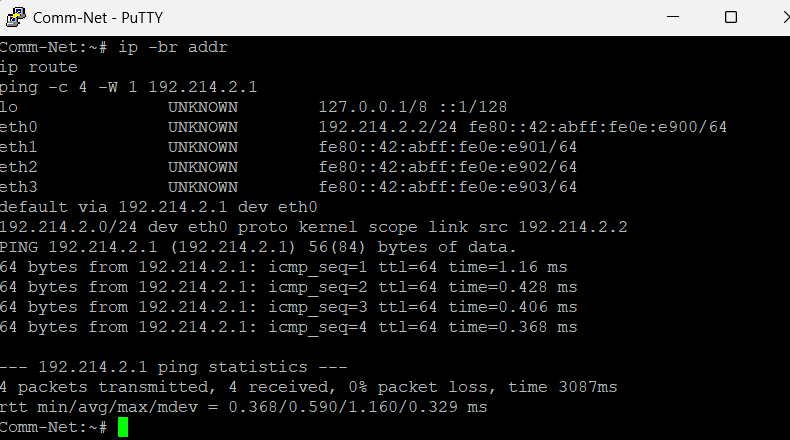 Comm-Net - PuTTY
Comm-Net:~# ip -br addr
ip route
ping -c 4 -W 1 192.214.2.1
lo UNKNOWN 127.0.0.1/8 ::1/128
eth0 UNKNOWN 192.214.2.2/24 fe80::42:abff:fe0e:e900/64
eth1 UNKNOWN fe80::42:abff:fe0e:e901/64
eth2 UNKNOWN fe80::42:abff:fe0e:e902/64
eth3 UNKNOWN fe80::42:abff:fe0e:e903/64
default via 192.214.2.1 dev eth0
192.214.2.0/24 dev eth0 proto kernel scope link src 192.214.2.2
PING 192.214.2.1 (192.214.2.1) 56(84) bytes of data.
64 bytes from 192.214.2.1: icmp_seq=1 ttl=64 time=1.16 ms
64 bytes from 192.214.2.1: icmp_seq=2 ttl=64 time=0.428 ms
64 bytes from 192.214.2.1: icmp_seq=3 ttl=64 time=0.406 ms
64 bytes from 192.214.2.1: icmp_seq=4 ttl=64 time=0.368 ms
--- 192.214.2.1 ping statistics ---
4 packets transmitted, 4 received, 0% packet loss, time 3087ms
rtt min/avg/max/mdev = 0.368/0.590/1.160/0.329 ms
Comm-Net:~#